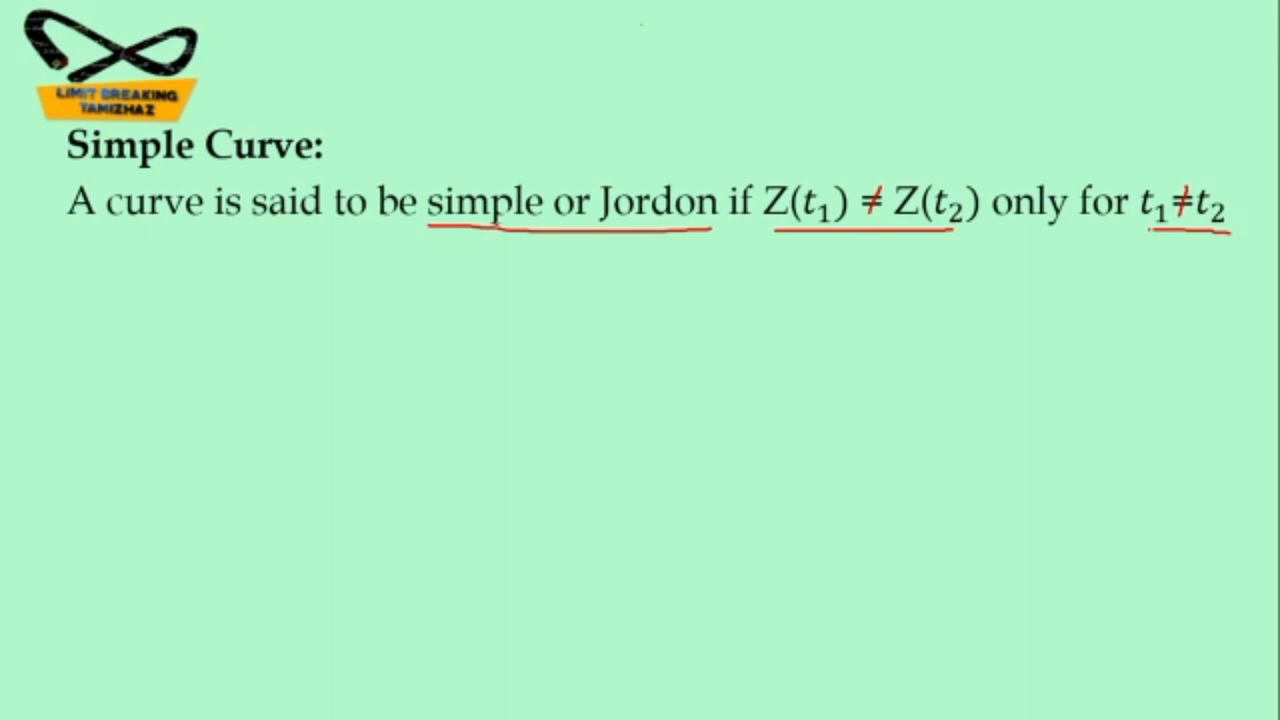 LIMIT BREAKING
TAMIZHAZ
Simple Curve:
A curve is said to be simple or Jordon if Z(t₁) ≠ Z(t₂) only for t₁≠t₂